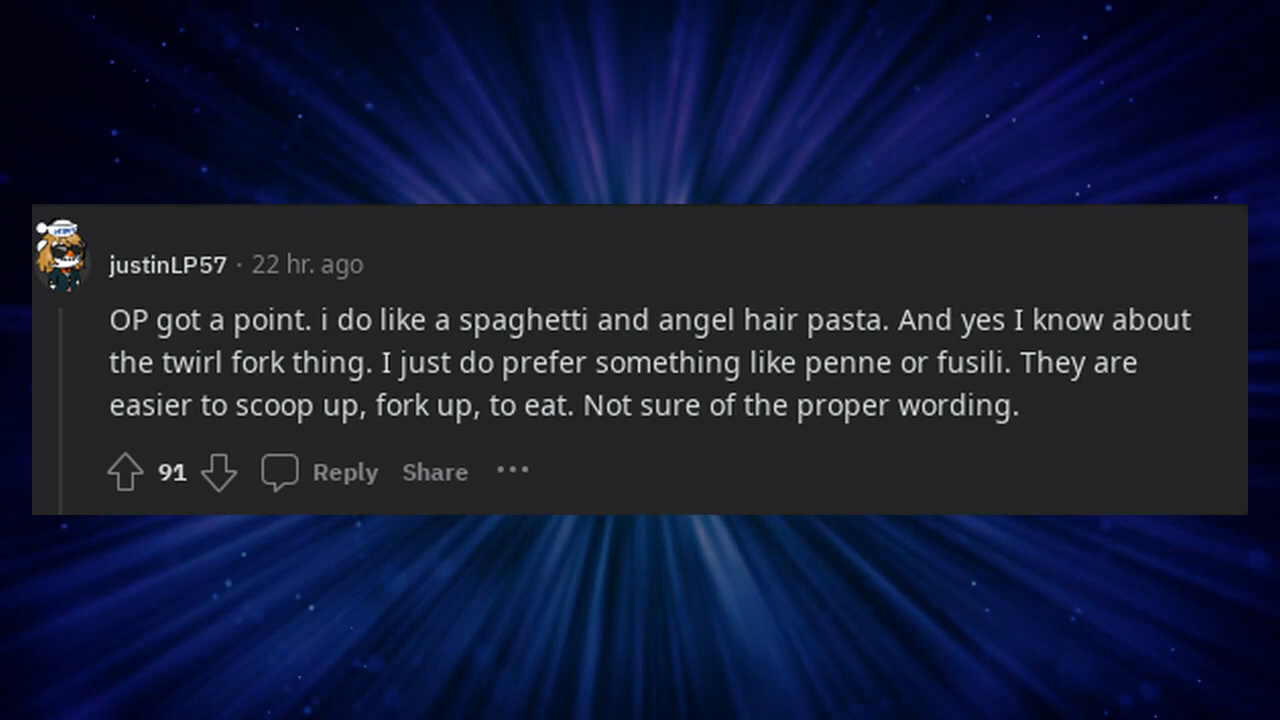 justinLP57 · 22 hr. ago
OP got a point. i do like a spaghetti and angel hair pasta. And yes I know about
the twirl fork thing. I just do prefer something like penne or fusili. They are
easier to scoop up, fork up, to eat. Not sure of the proper wording.
91 Reply Share ···